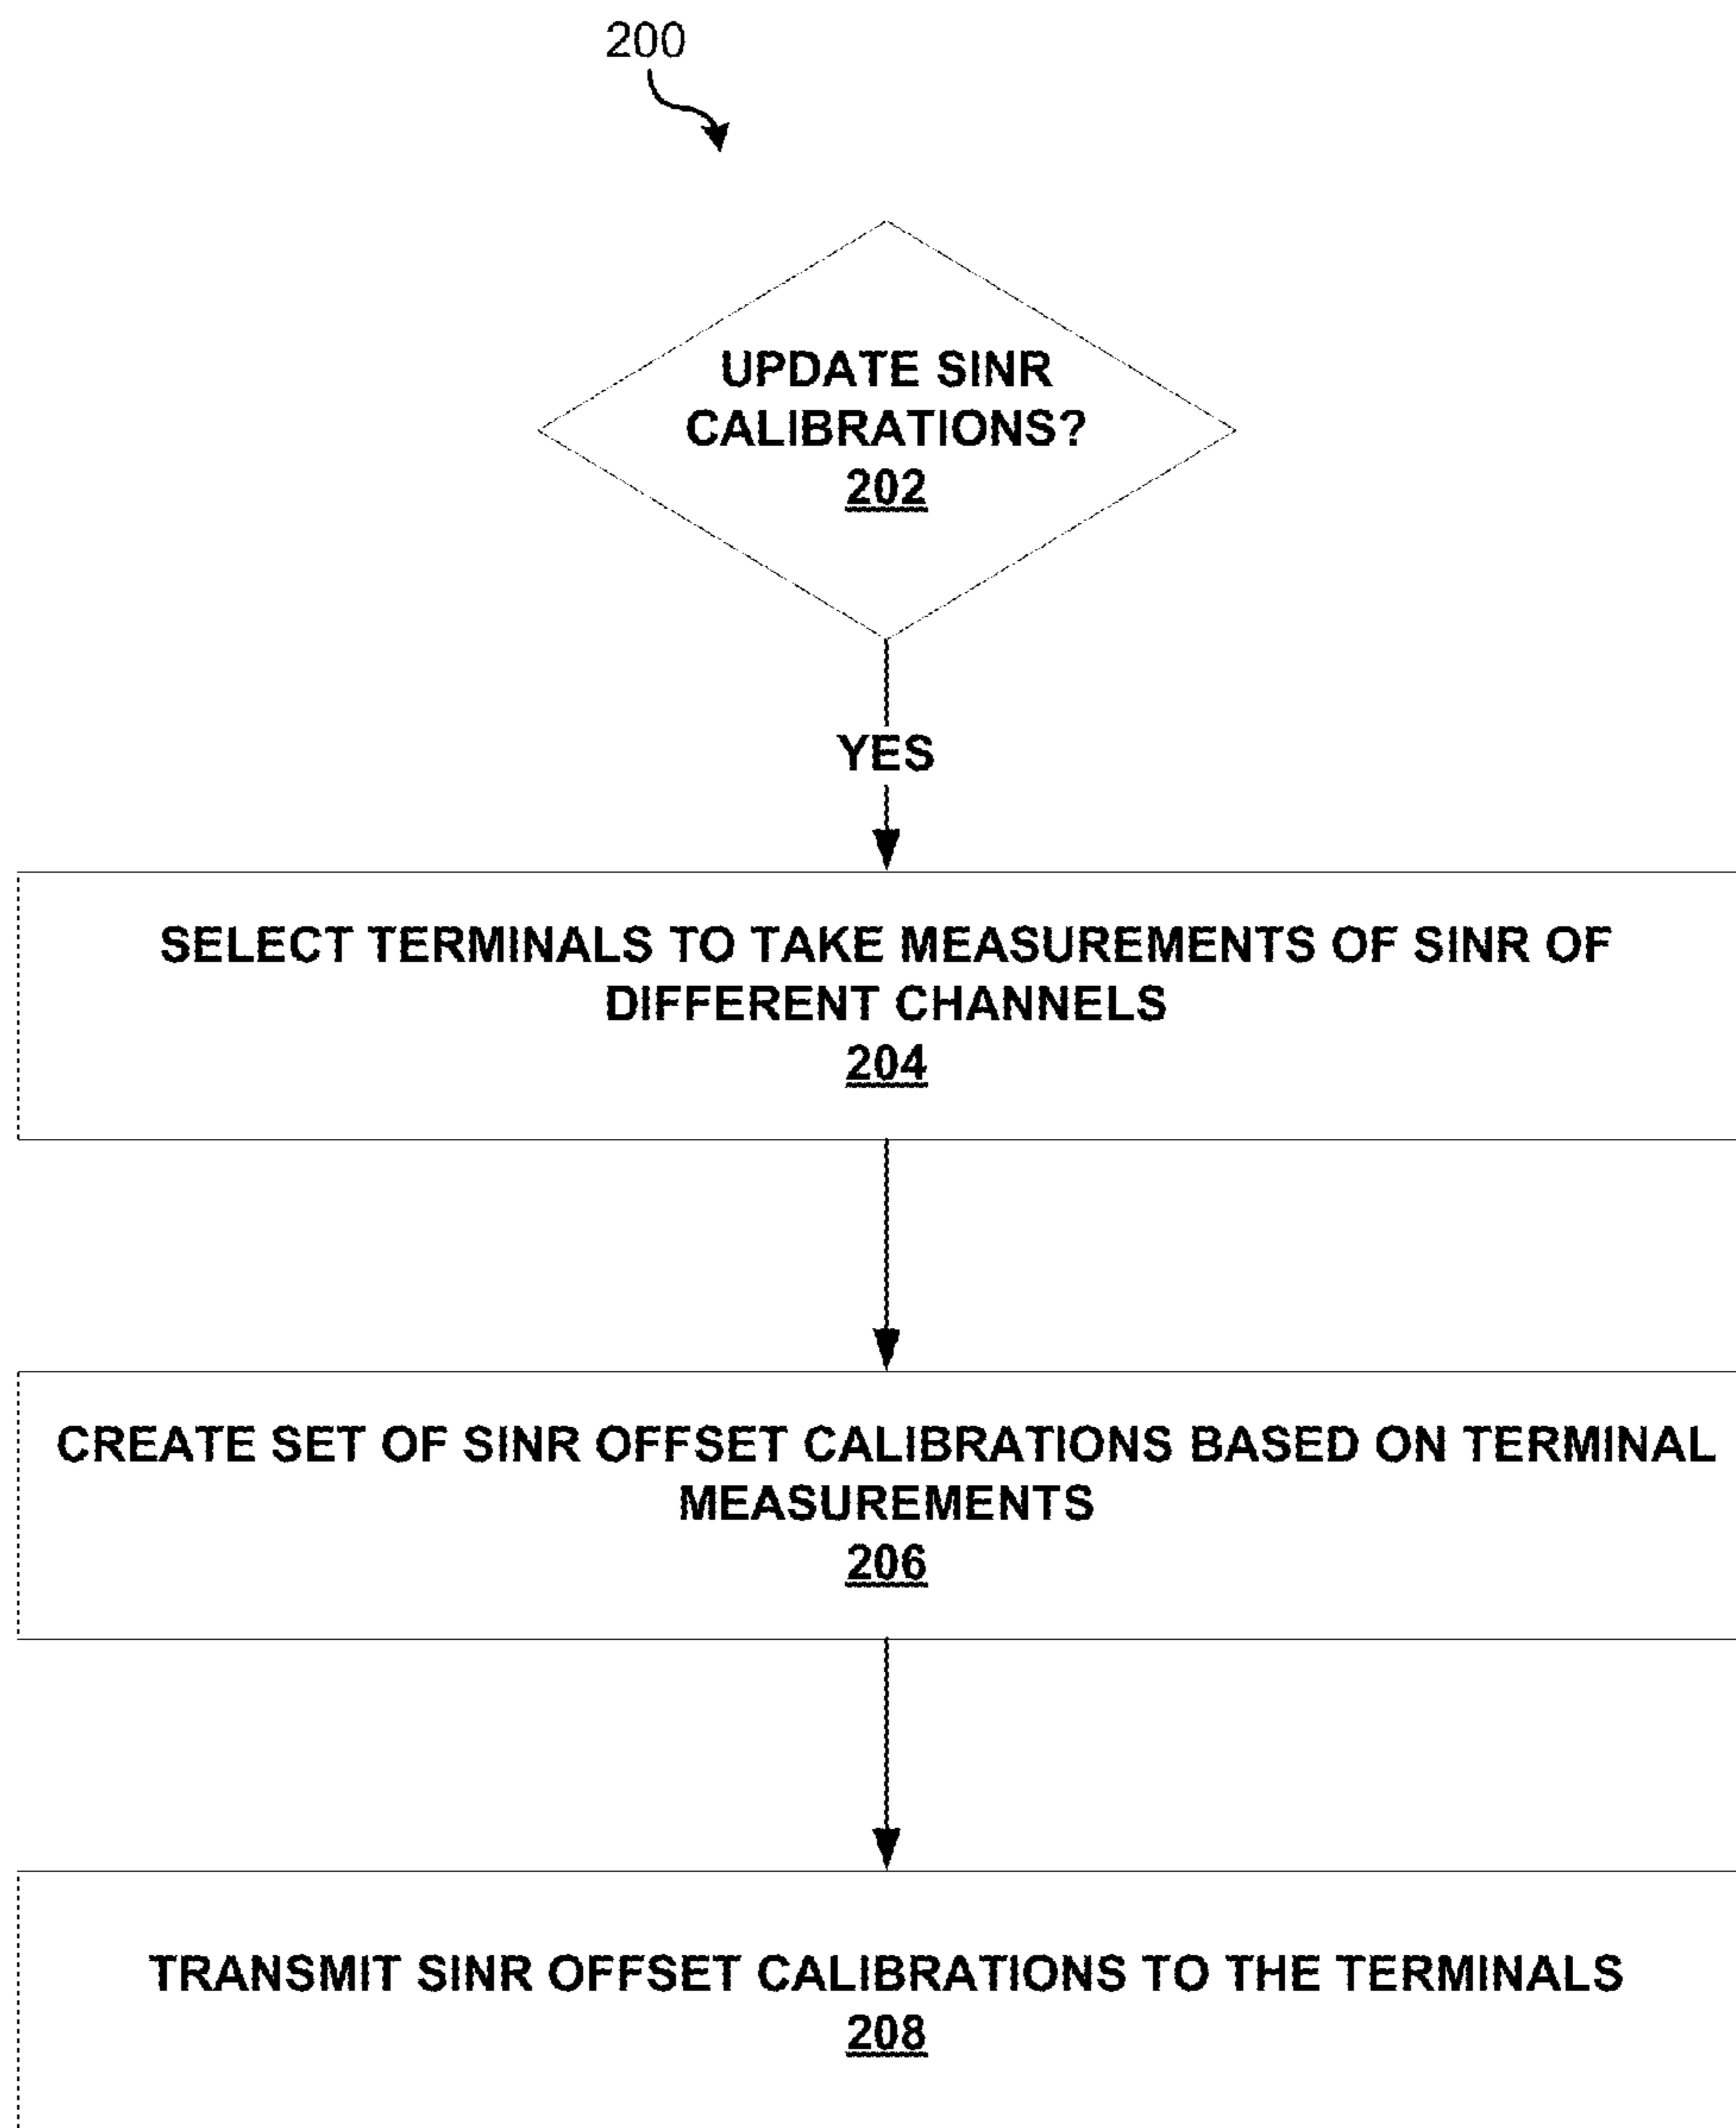 200
UPDATE SINR
CALIBRATIONS?
202
YES
SELECT TERMINALS TO TAKE MEASUREMENTS OF SINR OF
DIFFERENT CHANNELS
204
CREATE SET OF SINR OFFSET CALIBRATIONS BASED ON TERMINAL
MEASUREMENTS
206
TRANSMIT SINR OFFSET CALIBRATIONS TO THE TERMINALS
208